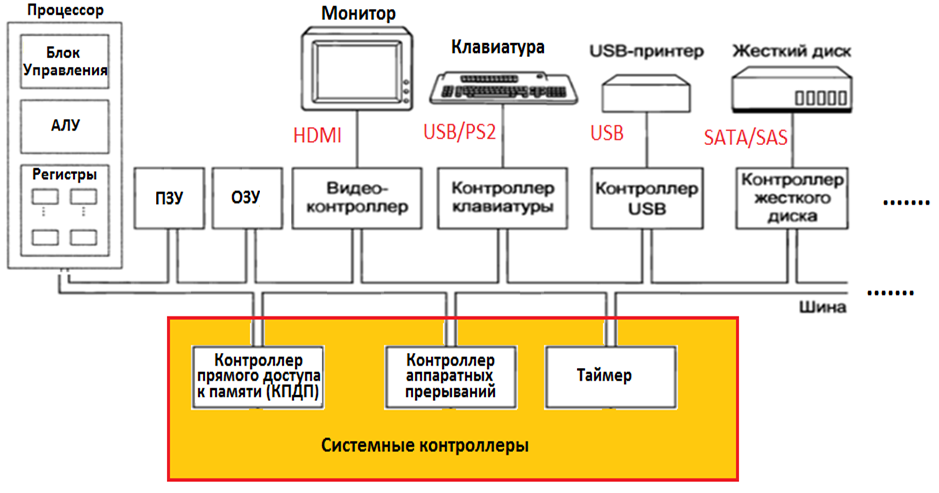 Процессор
Блок
Управления
АЛУ
Регистры
Монитор
Клавиатура
USB-принтер
Жесткий диск
HDMI
USB/PS2
USB
SATA/SAS
ПЗУ
ОЗУ
Видео-
контроллер
Контроллер
клавиатуры
Контроллер
USB
Контроллер
жесткого
диска
.......
Шина
.......
Контроллер
прямого доступа
к памяти (КПДП)
Контроллер
аппаратных
прерываний
Таймер
Системные контроллеры